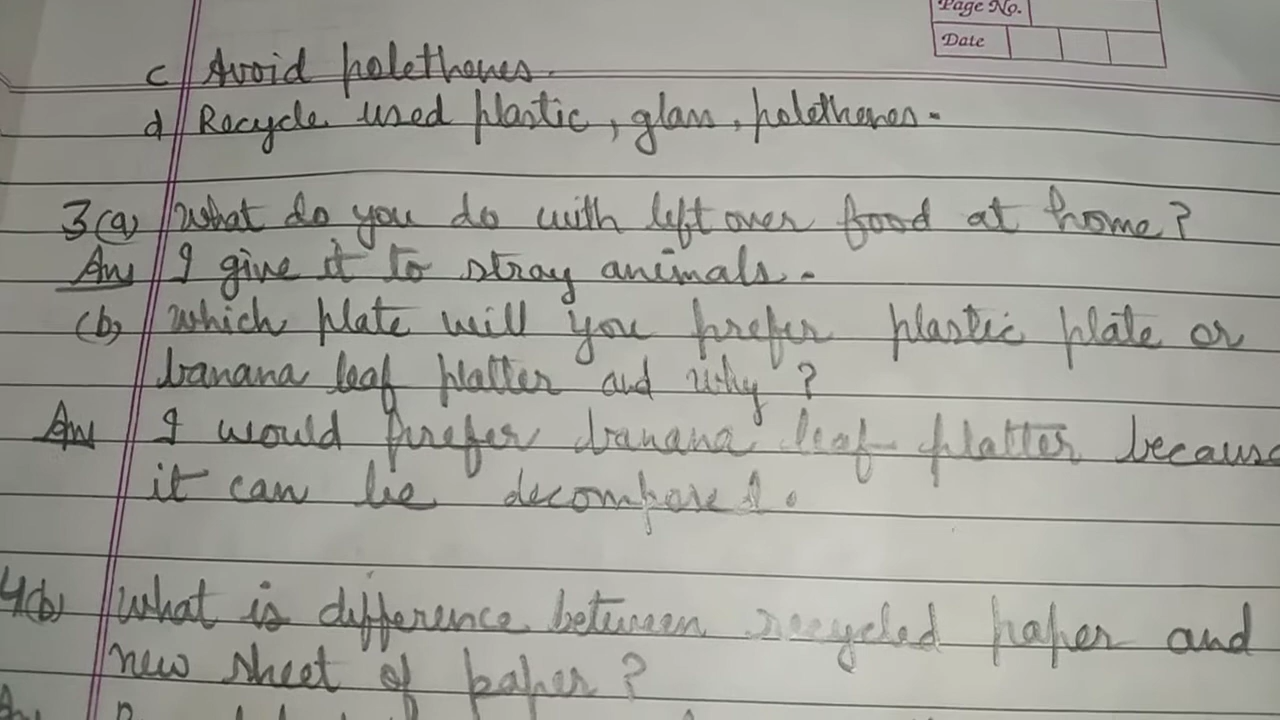 Page No.
Date
c Avoid polethenes.
d Recycle used plastic, glass, polethenes.
3(a) What do you do with left over food at home?
Ans I give it to stray animals.
(b) which plate will you prefer plastic plate or
banana leaf platter and why?
Ans I would prefer banana leaf platter because
it can be decomposed.
4(b) What is difference between recycled paper and
new sheet of paper?